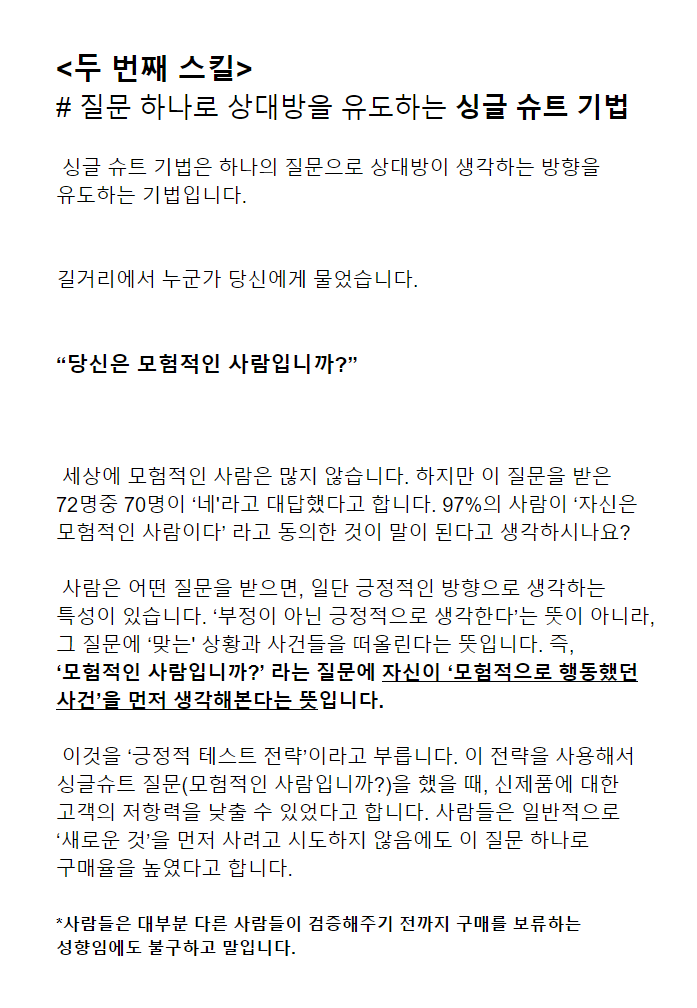 <두 번째 스킬>
# 질문 하나로 상대방을 유도하는 싱글 슈트 기법
싱글 슈트 기법은 하나의 질문으로 상대방이 생각하는 방향을
유도하는 기법입니다.
길거리에서 누군가 당신에게 물었습니다.
“당신은 모험적인 사람입니까?”
세상에 모험적인 사람은 많지 않습니다. 하지만 이 질문을 받은
72명중 70명이 ‘네'라고 대답했다고 합니다. 97%의 사람이 ‘자신은
모험적인 사람이다’ 라고 동의한 것이 말이 된다고 생각하시나요?
사람은 어떤 질문을 받으면, 일단 긍정적인 방향으로 생각하는
특성이 있습니다. ‘부정이 아닌 긍정적으로 생각한다’는 뜻이 아니라,
그 질문에 ‘맞는' 상황과 사건들을 떠올린다는 뜻입니다. 즉,
‘모험적인 사람입니까?’ 라는 질문에 자신이 ‘모험적으로 행동했던
사건’을 먼저 생각해본다는 뜻입니다.
이것을 ‘긍정적 테스트 전략’이라고 부릅니다. 이 전략을 사용해서
싱글슈트 질문(모험적인 사람입니까?)을 했을 때, 신제품에 대한
고객의 저항력을 낮출 수 있었다고 합니다. 사람들은 일반적으로
‘새로운 것’을 먼저 사려고 시도하지 않음에도 이 질문 하나로
구매율을 높였다고 합니다.
*사람들은 대부분 다른 사람들이 검증해주기 전까지 구매를 보류하는
성향임에도 불구하고 말입니다.